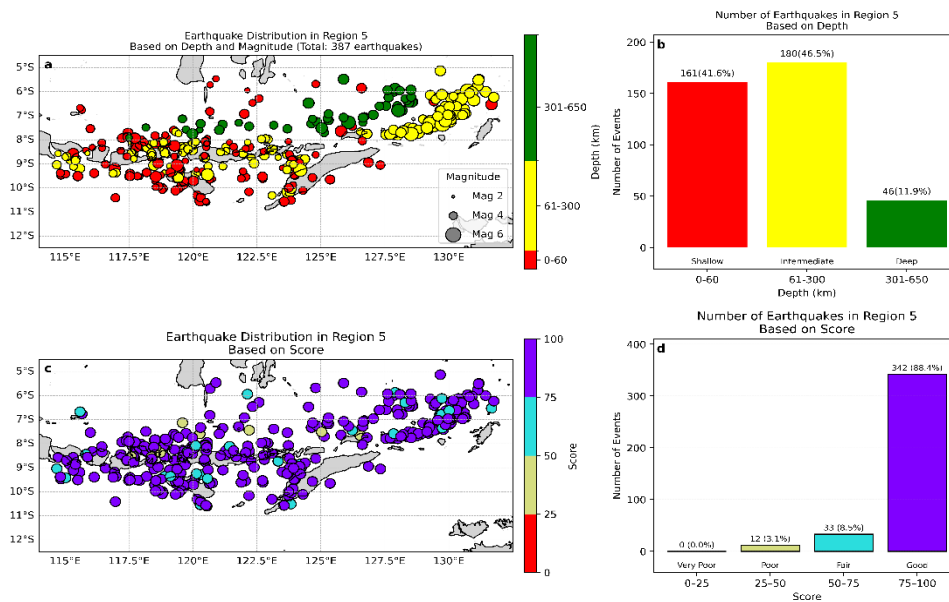 Earthquake Distribution in Region 5
Based on Depth and Magnitude (Total: 387 earthquakes)
a
5°S
6°S
7°S
8°S
9°S
10°S
11°S
12°S
115°E
117.5°E
120°E
122.5°E
125°E
127.5°E
130°E
Magnitude
Mag 2
Mag 4
Mag 6
301-650
61-300
0-60
Depth (km)
Number of Earthquakes in Region 5
Based on Depth
b
200
150
100
50
0
Number of Events
161(41.6%)
180(46.5%)
46(11.9%)
Shallow
Intermediate
Deep
0–60
61-300
301-650
Depth (km)
Earthquake Distribution in Region 5
Based on Score
c
5°S
6°S
7°S
8°S
9°S
10°S
11°S
12°S
115°E
117.5°E
120°E
122.5°E
125°E
127.5°E
130°E
100
75
50
25
0
Score
Number of Earthquakes in Region 5
Based on Score
d
400
300
200
100
0
Number of Events
0 (0.0%)
12 (3.1%)
33 (8.5%)
342 (88.4%)
Very Poor
Poor
Fair
Good
0–25
25–50
50–75
75–100
Score